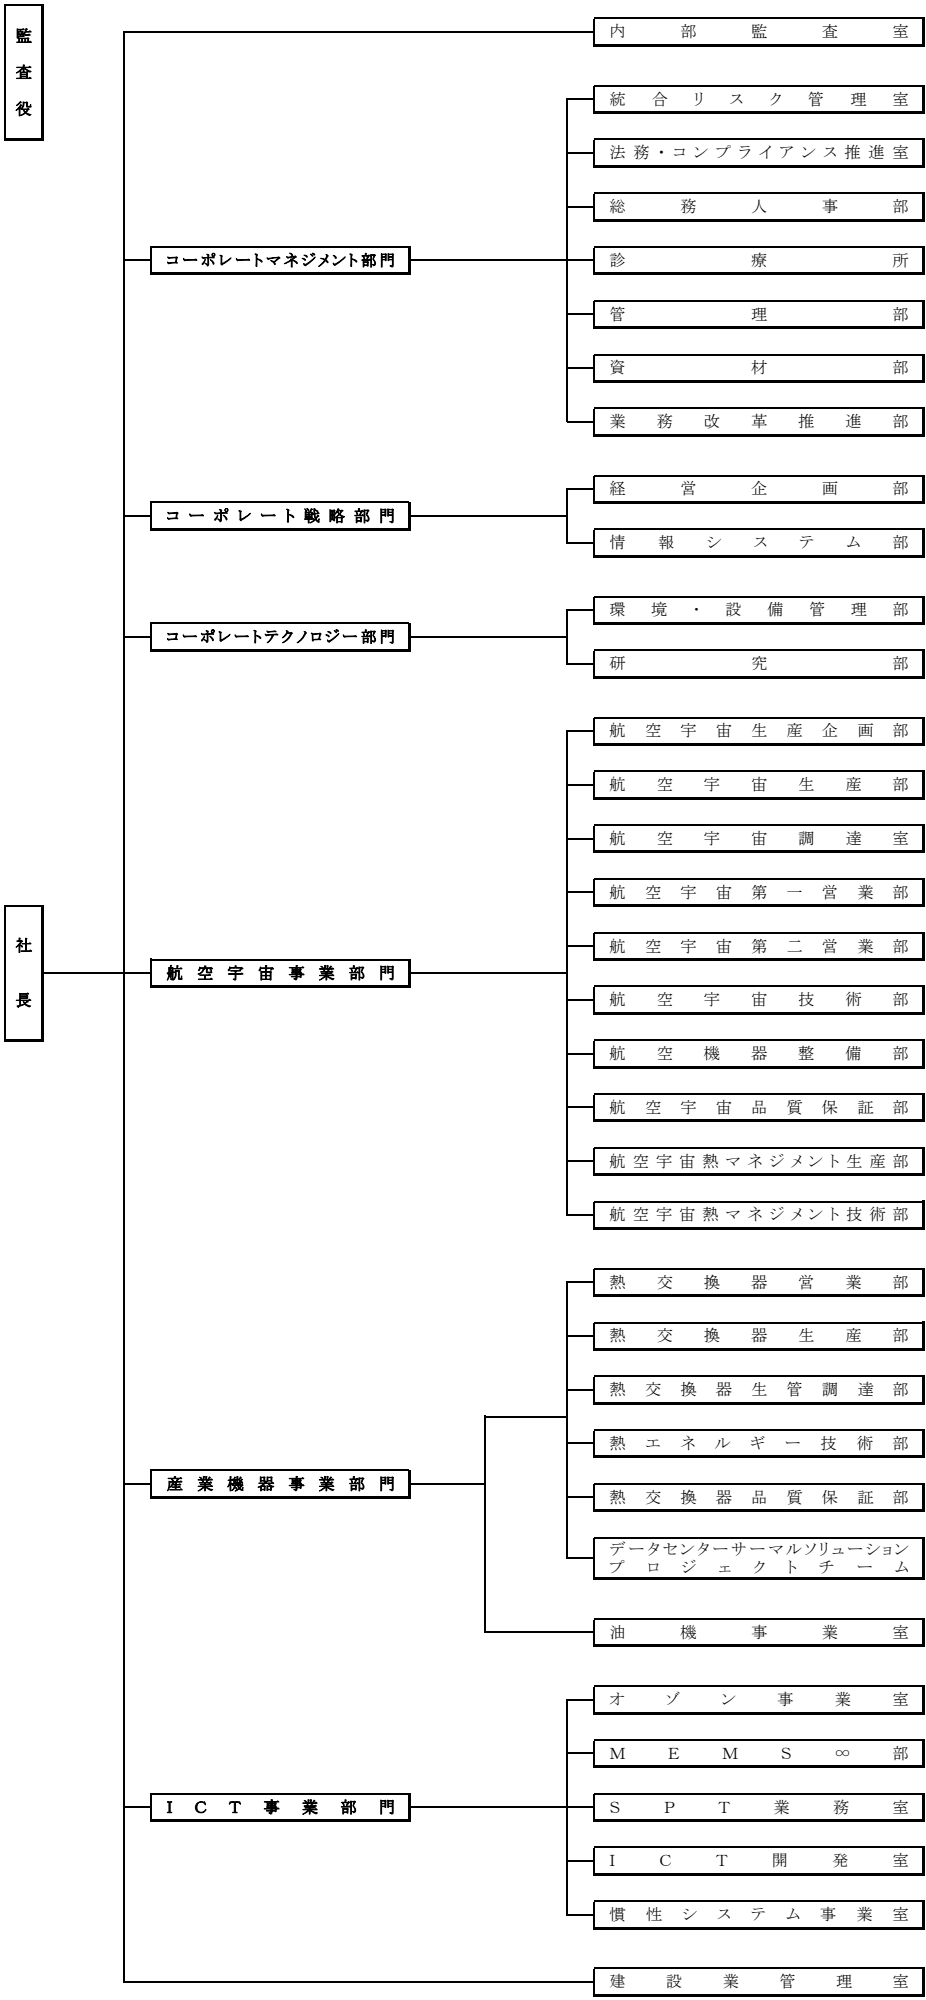 監査役
内部監査室
統合リスク管理室
法務・コンプライアンス推進室
総務人事部
コーポレートマネジメント部門
診療所
管理部
資材部
業務改革推進部
経営企画部
コーポレート戦略部門
情報システム部
環境・設備管理部
コーポレートテクノロジー部門
研究部
航空宇宙生産企画部
航空宇宙生産部
航空宇宙調達室
航空宇宙第一営業部
航空宇宙第二営業部
社長
航空宇宙事業部門
航空宇宙技術部
航空機器整備部
航空宇宙品質保証部
航空宇宙熱マネジメント生産部
航空宇宙熱マネジメント技術部
熱交換器営業部
熱交換器生産部
熱交換器生管調達部
熱エネルギー技術部
産業機器事業部門
熱交換器品質保証部
データセンターサーマルソリューション
プロジェクトチーム
油機事業室
オゾン事業室
MEMS∞部
ICT事業部門
SPT業務室
ICT開発室
慣性システム事業室
建設業管理室